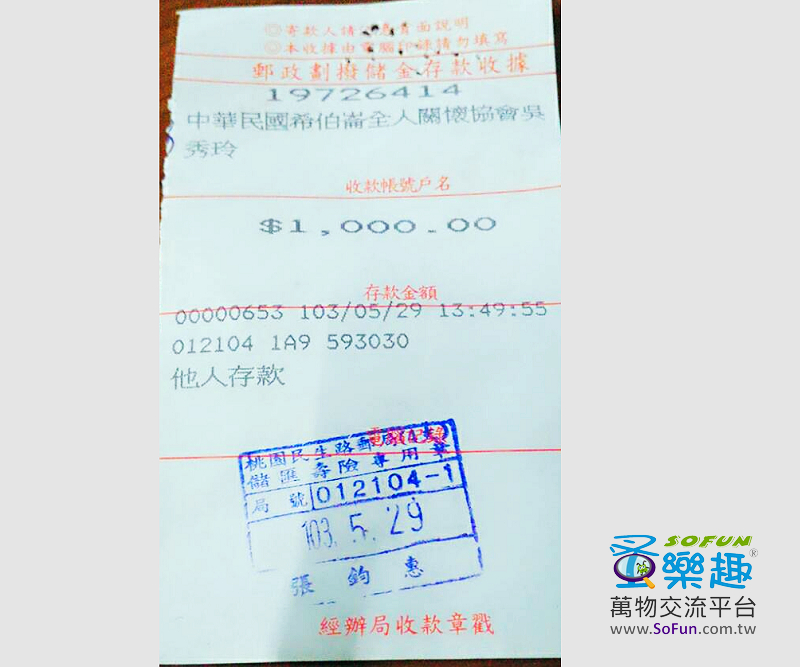 ◎寄款人請注意背面說明
◎本收據由電腦印錄請勿填寫
郵政劃撥儲金存款收據
19726414
中華民國希伯崙全人關懷協會吳
秀玲
收款帳號戶名
$1,000.00
存款金額
00000653 103/05/29 13:49:55
012104 1A9 593030
他人存款
電腦紀錄
桃園民生路郵局
儲匯壽險專用章
局號 012104-1
103. 5. 29
張鈞惠
經辦局收款章戳
SOFUN
樂趣®
萬物交流平台
www.SoFun.com.tw